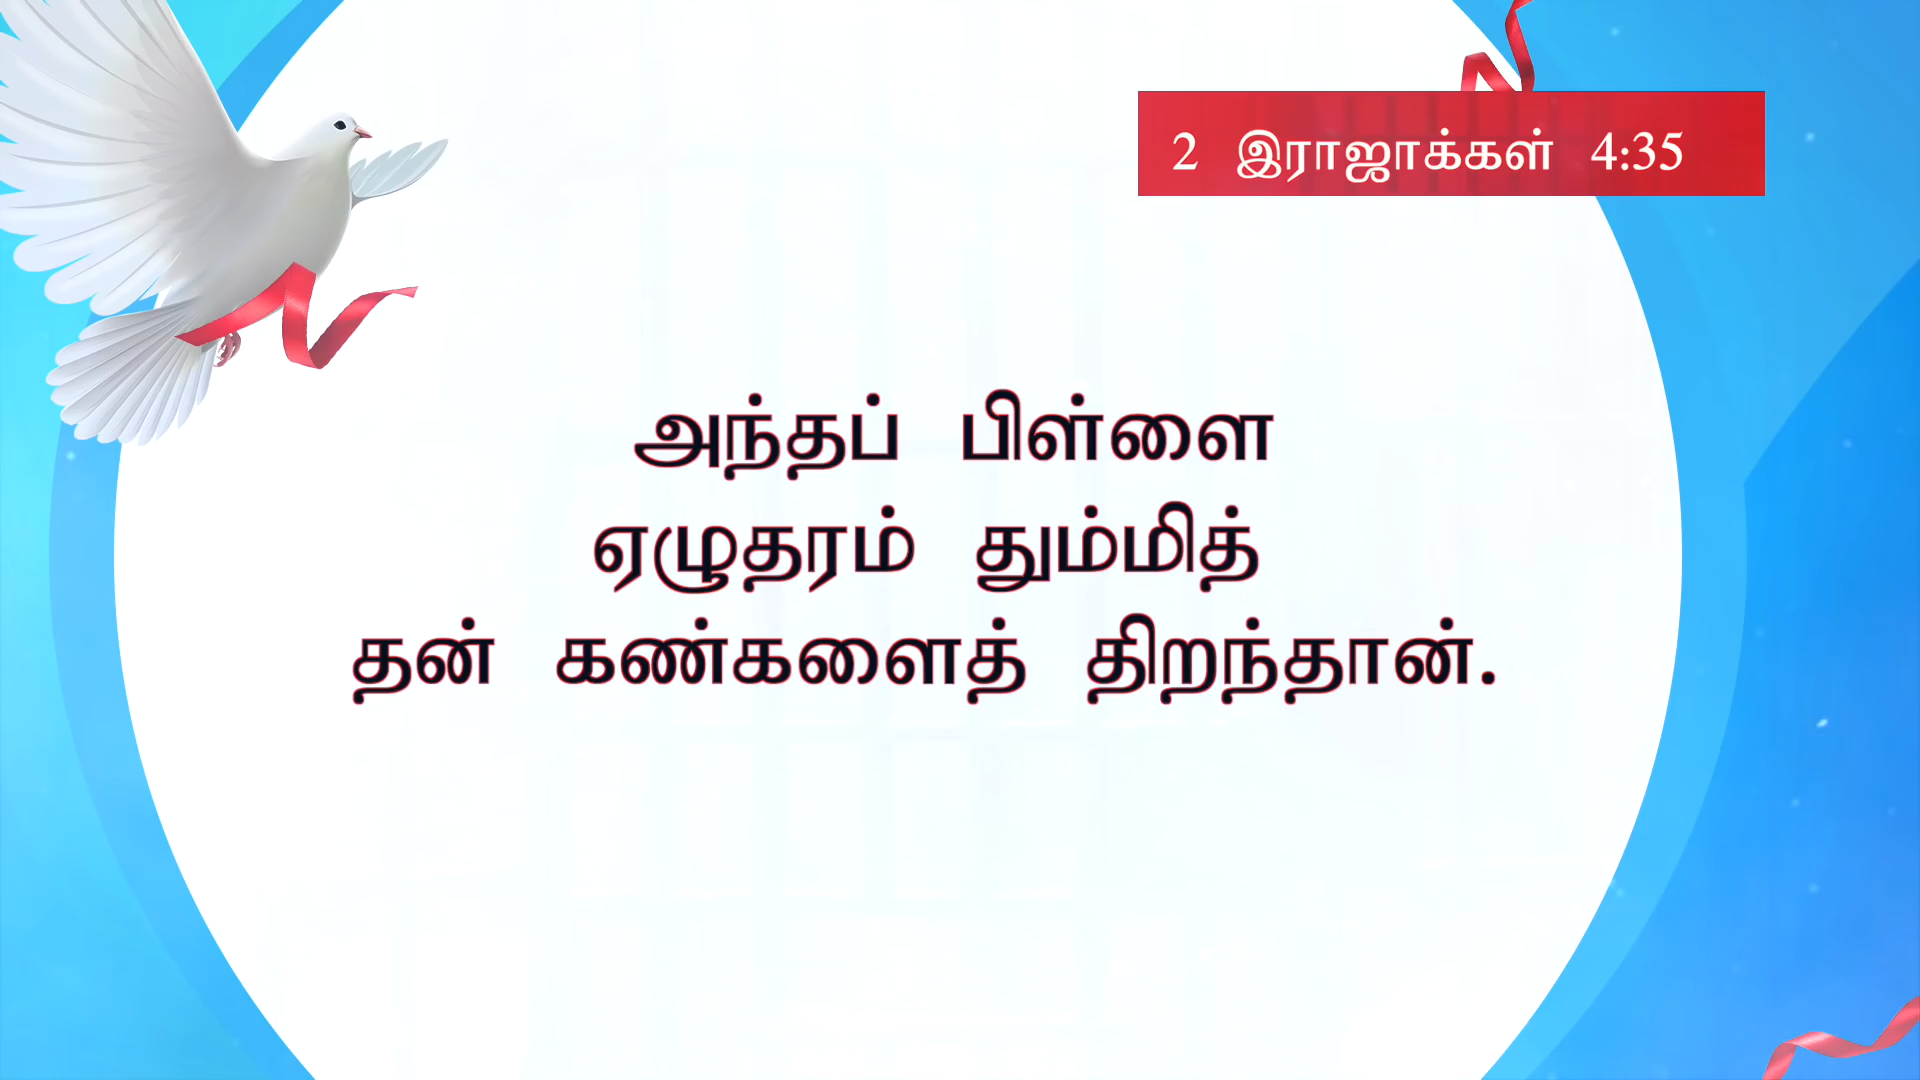 2 இராஜாக்கள் 4:35
அந்தப் பிள்ளை
ஏழுதரம் தும்மித்
தன் கண்களைத் திறந்தான்.